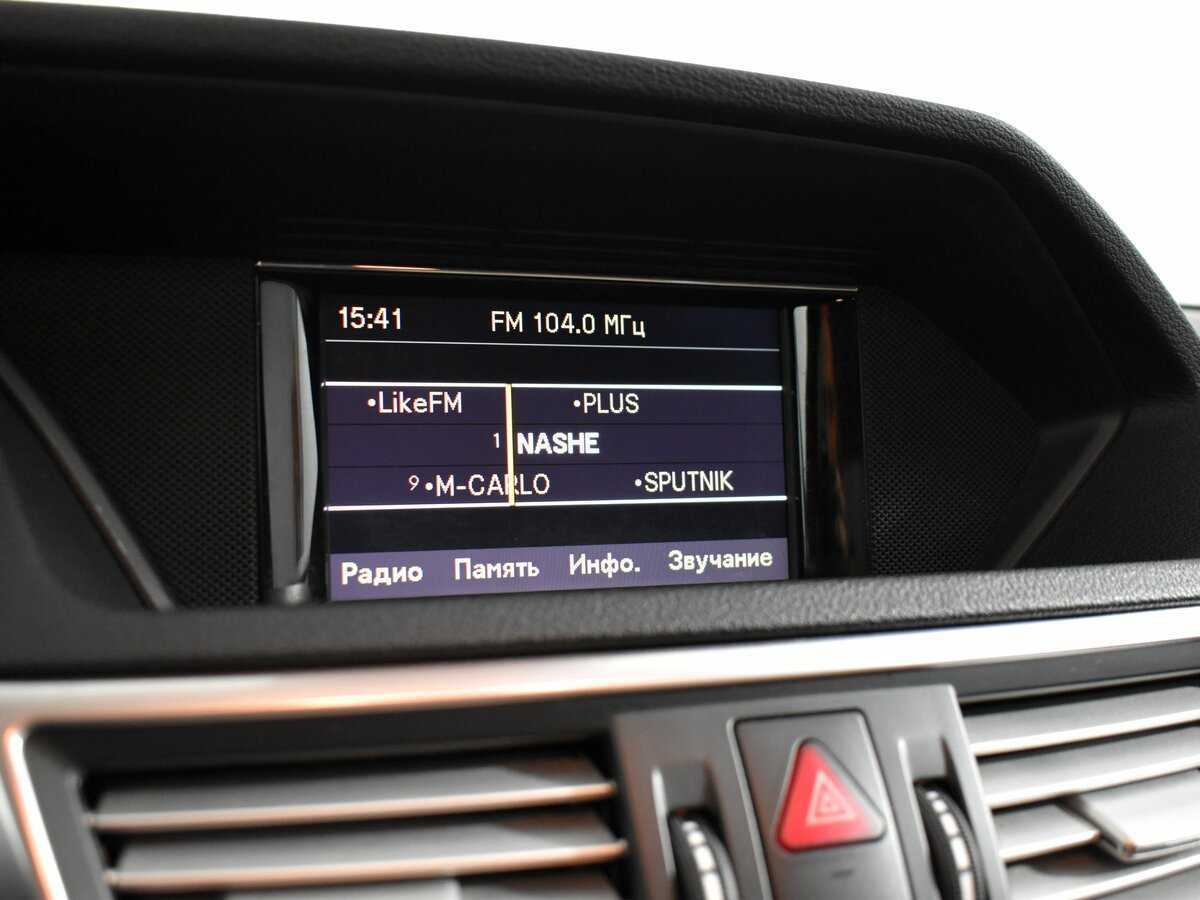 15:41 FM 104.0 МГц
•LikeFM •PLUS
1 NASHE
9 •M-CARLO •SPUTNIK
Радио Память Инфо. Звучание